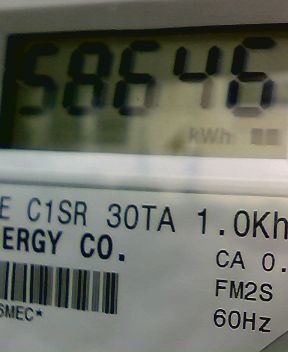 58646
kWh
E C1SR 30TA 1.0Kh
ERGY CO.
CA 0.
FM2S
60Hz
SMEC*